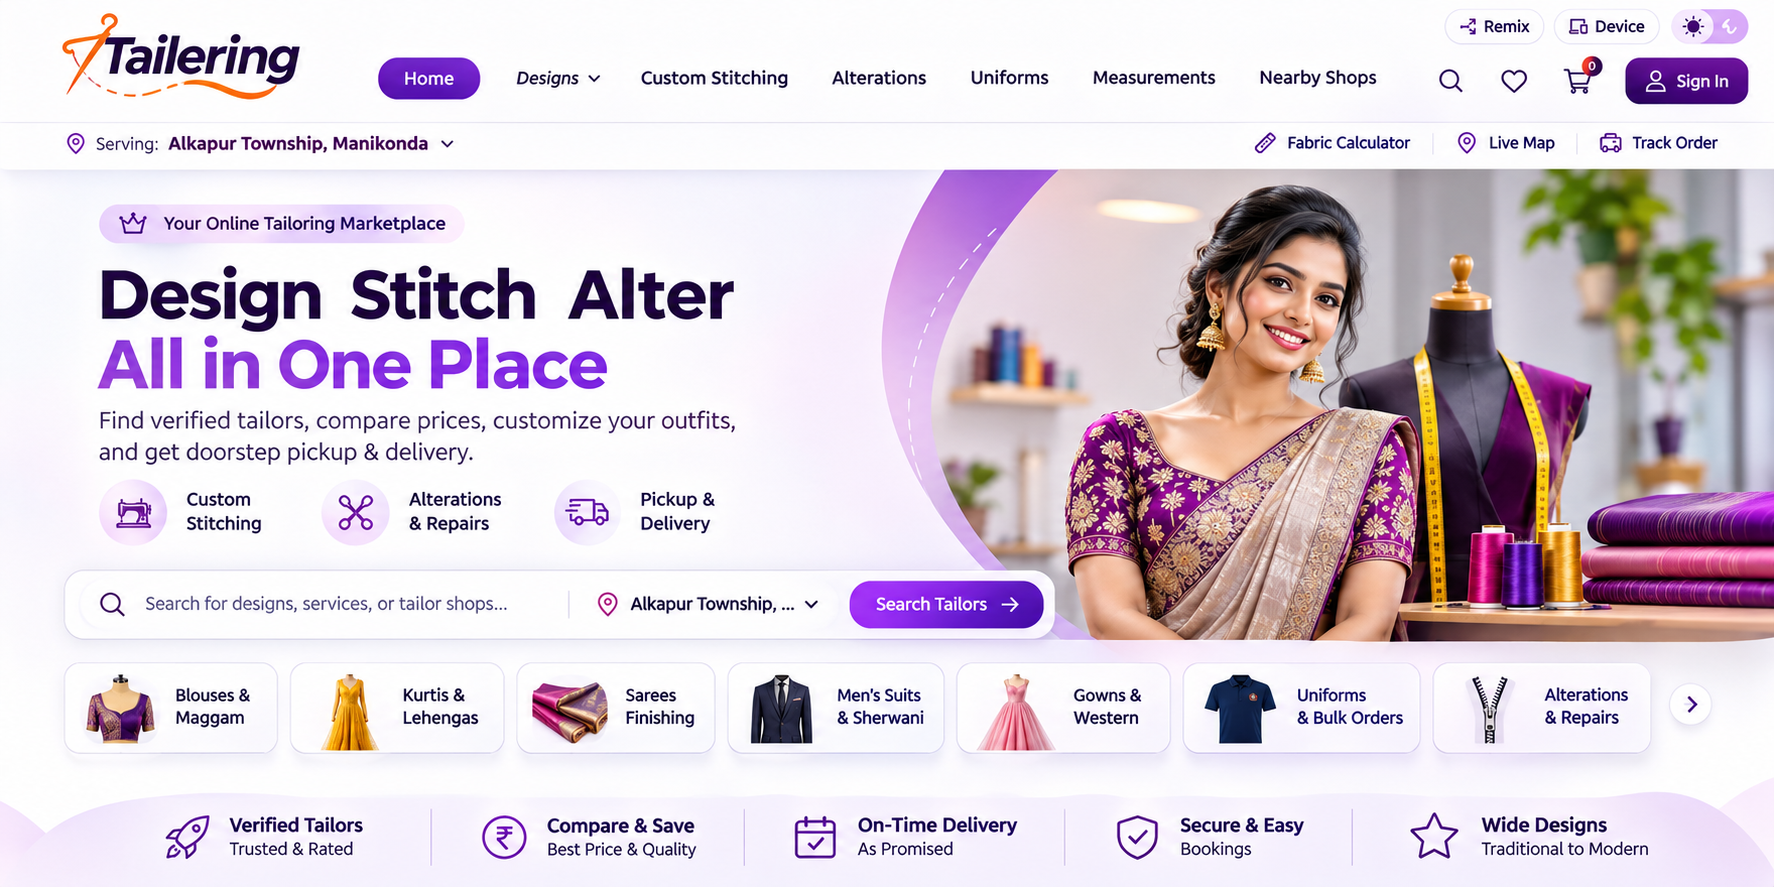 Tailering
Remix
Device
Home
Designs
Custom Stitching
Alterations
Uniforms
Measurements
Nearby Shops
0
Sign In
Serving: Alkapur Township, Manikonda
Fabric Calculator
Live Map
Track Order
Your Online Tailoring Marketplace
Design Stitch Alter
All in One Place
Find verified tailors, compare prices, customize your outfits,
and get doorstep pickup & delivery.
Custom
Stitching
Alterations
& Repairs
Pickup &
Delivery
Search for designs, services, or tailor shops...
Alkapur Township, ...
Search Tailors
Blouses &
Maggam
Kurtis &
Lehengas
Sarees
Finishing
Men's Suits
& Sherwani
Gowns &
Western
Uniforms
& Bulk Orders
Alterations
& Repairs
Verified Tailors
Trusted & Rated
₹
Compare & Save
Best Price & Quality
On-Time Delivery
As Promised
Secure & Easy
Bookings
Wide Designs
Traditional to Modern